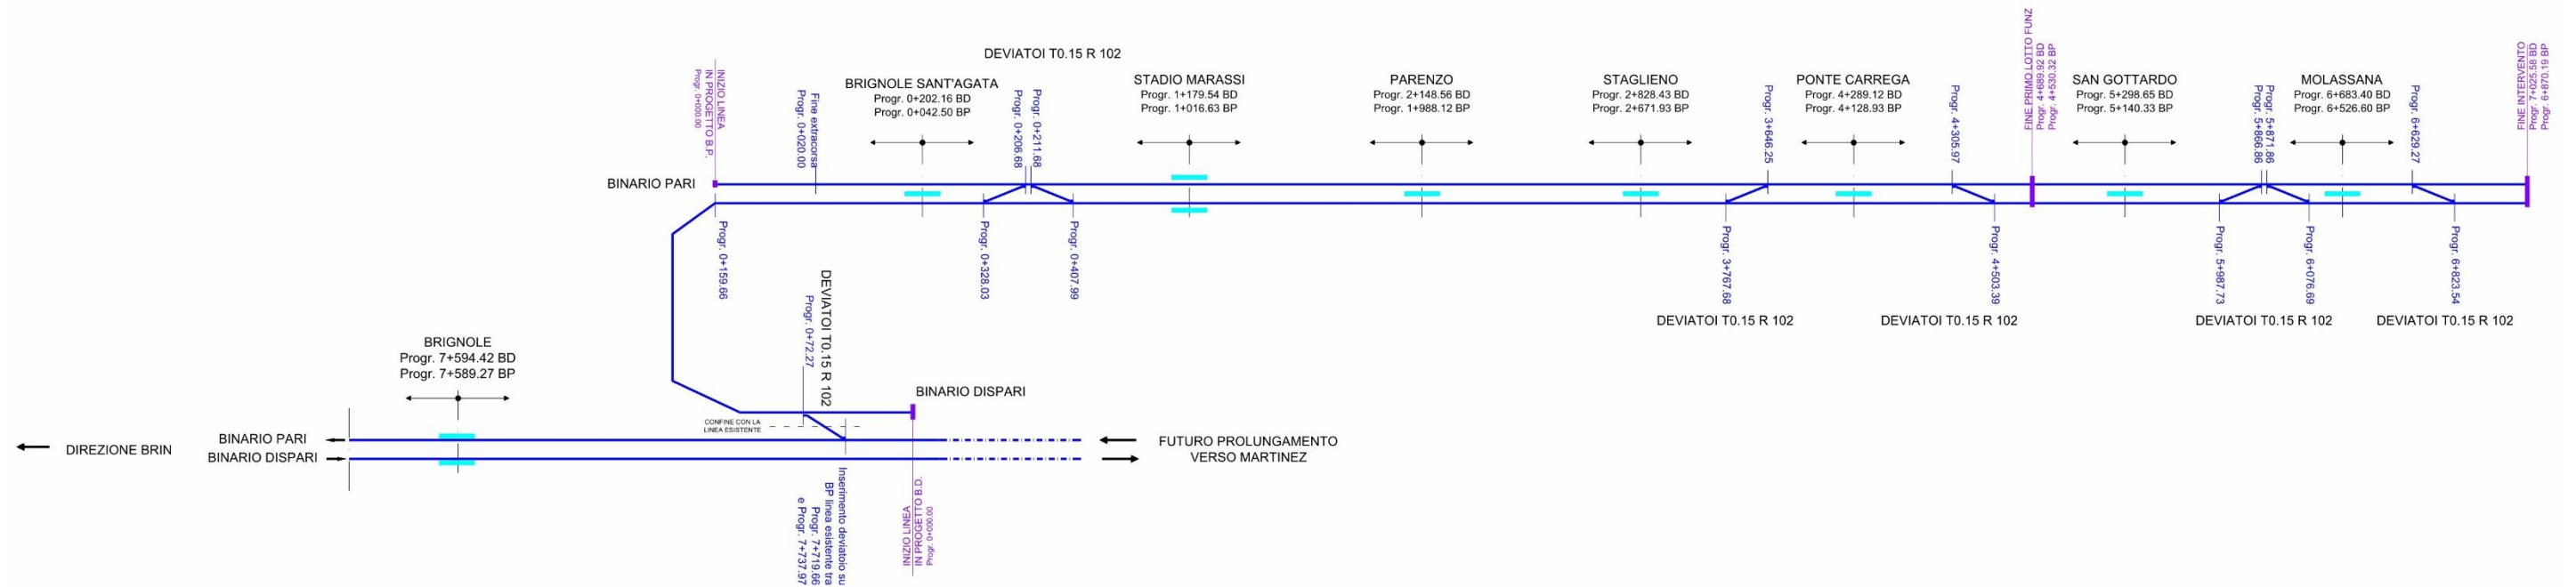 DEVIATOI T0.15 R 102
INIZIO LINEA
IN PROGETTO B.P.
Progr. 0+000.00
Fine extracorsa
Progr. 0+020.00
BRIGNOLE SANT'AGATA
Progr. 0+202.16 BD
Progr. 0+042.50 BP
Progr. 0+206.68
Progr. 0+211.68
STADIO MARASSI
Progr. 1+179.54 BD
Progr. 1+016.63 BP
PARENZO
Progr. 2+148.56 BD
Progr. 1+988.12 BP
STAGLIENO
Progr. 2+828.43 BD
Progr. 2+671.93 BP
Progr. 3+646.25
PONTE CARREGA
Progr. 4+289.12 BD
Progr. 4+128.93 BP
Progr. 4+305.97
FINE PRIMO LOTTO FUNZ
Progr. 4+689.92 BD
Progr. 4+530.32 BP
SAN GOTTARDO
Progr. 5+298.65 BD
Progr. 5+140.33 BP
Progr. 5+866.86
Progr. 5+871.86
MOLASSANA
Progr. 6+683.40 BD
Progr. 6+526.60 BP
Progr. 6+629.27
FINE INTERVENTO
Progr. 7+025.58 BD
Progr. 6+870.19 BP
BINARIO PARI
Progr. 0+159.66
Progr. 0+328.03
Progr. 0+407.99
Progr. 3+767.68
Progr. 4+503.39
Progr. 5+987.73
Progr. 6+076.69
Progr. 6+823.54
DEVIATOI T0.15 R 102
DEVIATOI T0.15 R 102
DEVIATOI T0.15 R 102
DEVIATOI T0.15 R 102
DEVIATOI T0.15 R 102
Progr. 0+72.27
BRIGNOLE
Progr. 7+594.42 BD
Progr. 7+589.27 BP
BINARIO DISPARI
CONFINE CON LA
LINEA ESISTENTE
DIREZIONE BRIN
BINARIO PARI
BINARIO DISPARI
FUTURO PROLUNGAMENTO
VERSO MARTINEZ
Inserimento deviatoio su
BP linea esistente tra
Progr. 7+719.66
e Progr. 7+737.97
INIZIO LINEA
IN PROGETTO B.D.
Progr. 0+000.00